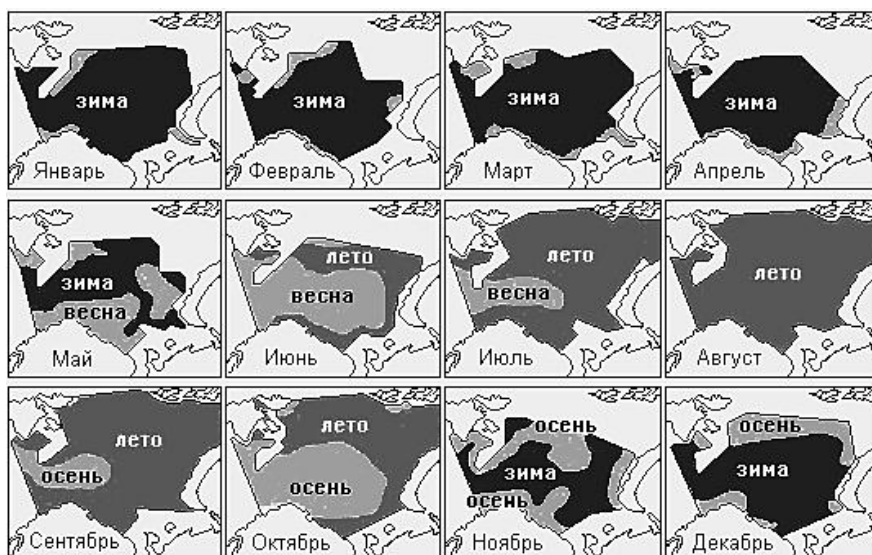 зима
Январь
зима
Февраль
зима
Март
зима
Апрель
зима
весна
Май
лето
весна
Июнь
лето
весна
Июль
лето
Август
лето
осень
Сентябрь
лето
осень
Октябрь
осень
зима
осень
Ноябрь
осень
зима
Декабрь